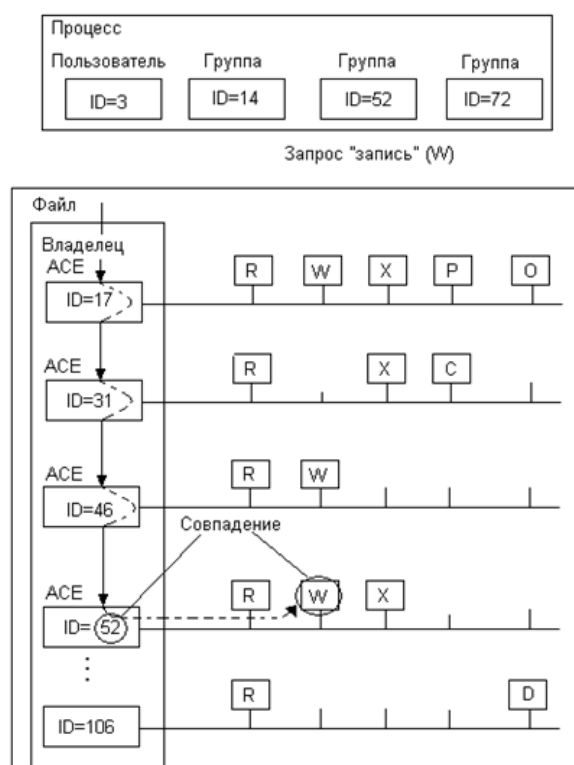 Процесс
Пользователь Группа Группа Группа
ID=3 ID=14 ID=52 ID=72
Запрос "запись" (W)
Файл
Владелец
ACE
R W X P O
ID=17
ACE
R X C
ID=31
ACE
R W
ID=46
Совпадение
ACE
R W X
ID= 52
R D
ID=106